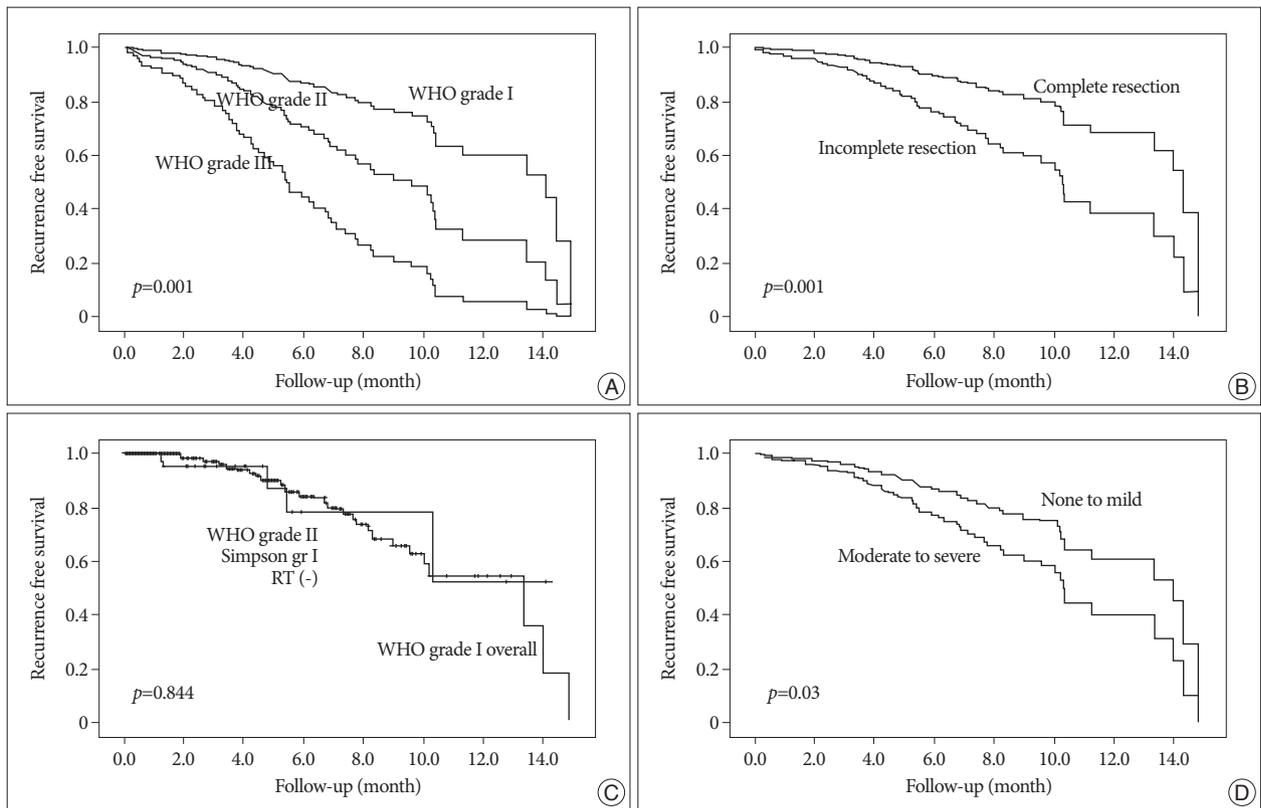 1.0
0.8
0.6
0.4
0.2
0
Recurrence free survival
WHO grade I
WHO grade II
WHO grade III
p=0.001
0.0 2.0 4.0 6.0 8.0 10.0 12.0 14.0
Follow-up (month)
A
1.0
0.8
0.6
0.4
0.2
0
Recurrence free survival
Complete resection
Incomplete resection
p=0.001
0.0 2.0 4.0 6.0 8.0 10.0 12.0 14.0
Follow-up (month)
B
1.0
0.8
0.6
0.4
0.2
0
Recurrence free survival
WHO grade II
Simpson gr I
RT (-)
WHO grade I overall
p=0.844
0.0 2.0 4.0 6.0 8.0 10.0 12.0 14.0
Follow-up (month)
C
1.0
0.8
0.6
0.4
0.2
0
Recurrence free survival
None to mild
Moderate to severe
p=0.03
0.0 2.0 4.0 6.0 8.0 10.0 12.0 14.0
Follow-up (month)
D